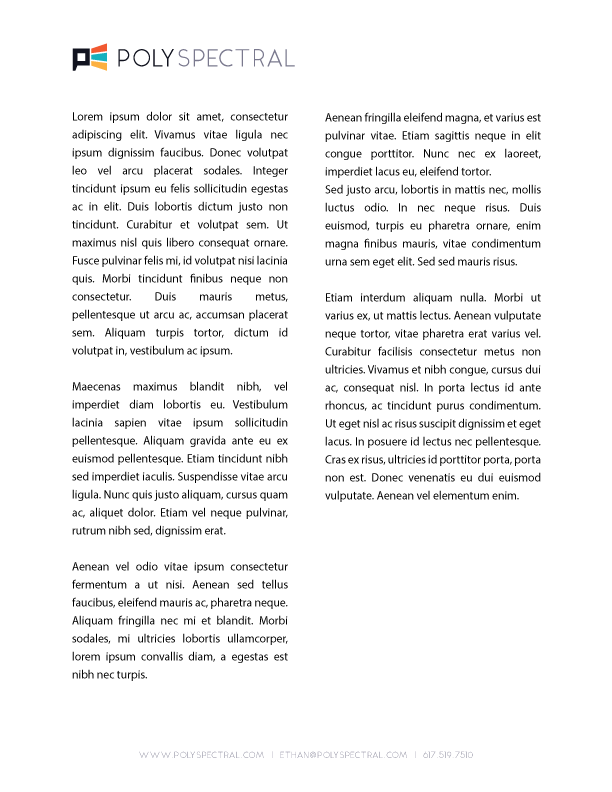 POLYSPECTRAL
Lorem ipsum dolor sit amet, consectetur
adipiscing elit. Vivamus vitae ligula nec
ipsum dignissim faucibus. Donec volutpat
leo vel arcu placerat sodales. Integer
tincidunt ipsum eu felis sollicitudin egestas
ac in elit. Duis lobortis dictum justo non
tincidunt. Curabitur et volutpat sem. Ut
maximus nisl quis libero consequat ornare.
Fusce pulvinar felis mi, id volutpat nisi lacinia
quis. Morbi tincidunt finibus neque non
consectetur. Duis mauris metus,
pellentesque ut arcu ac, accumsan placerat
sem. Aliquam turpis tortor, dictum id
volutpat in, vestibulum ac ipsum.
Maecenas maximus blandit nibh, vel
imperdiet diam lobortis eu. Vestibulum
lacinia sapien vitae ipsum sollicitudin
pellentesque. Aliquam gravida ante eu ex
euismod pellentesque. Etiam tincidunt nibh
sed imperdiet iaculis. Suspendisse vitae arcu
ligula. Nunc quis justo aliquam, cursus quam
ac, aliquet dolor. Etiam vel neque pulvinar,
rutrum nibh sed, dignissim erat.
Aenean vel odio vitae ipsum consectetur
fermentum a ut nisi. Aenean sed tellus
faucibus, eleifend mauris ac, pharetra neque.
Aliquam fringilla nec mi et blandit. Morbi
sodales, mi ultricies lobortis ullamcorper,
lorem ipsum convallis diam, a egestas est
nibh nec turpis.
Aenean fringilla eleifend magna, et varius est
pulvinar vitae. Etiam sagittis neque in elit
congue porttitor. Nunc nec ex laoreet,
imperdiet lacus eu, eleifend tortor.
Sed justo arcu, lobortis in mattis nec, mollis
luctus odio. In nec neque risus. Duis
euismod, turpis eu pharetra ornare, enim
magna finibus mauris, vitae condimentum
urna sem eget elit. Sed sed mauris risus.
Etiam interdum aliquam nulla. Morbi ut
varius ex, ut mattis lectus. Aenean vulputate
neque tortor, vitae pharetra erat varius vel.
Curabitur facilisis consectetur metus non
ultricies. Vivamus et nibh congue, cursus dui
ac, consequat nisl. In porta lectus id ante
rhoncus, ac tincidunt purus condimentum.
Ut eget nisl ac risus suscipit dignissim et eget
lacus. In posuere id lectus nec pellentesque.
Cras ex risus, ultricies id porttitor porta, porta
non est. Donec venenatis eu dui euismod
vulputate. Aenean vel elementum enim.
WWW.POLYSPECTRAL.COM | ETHAN@POLYSPECTRAL.COM | 617.519.7510